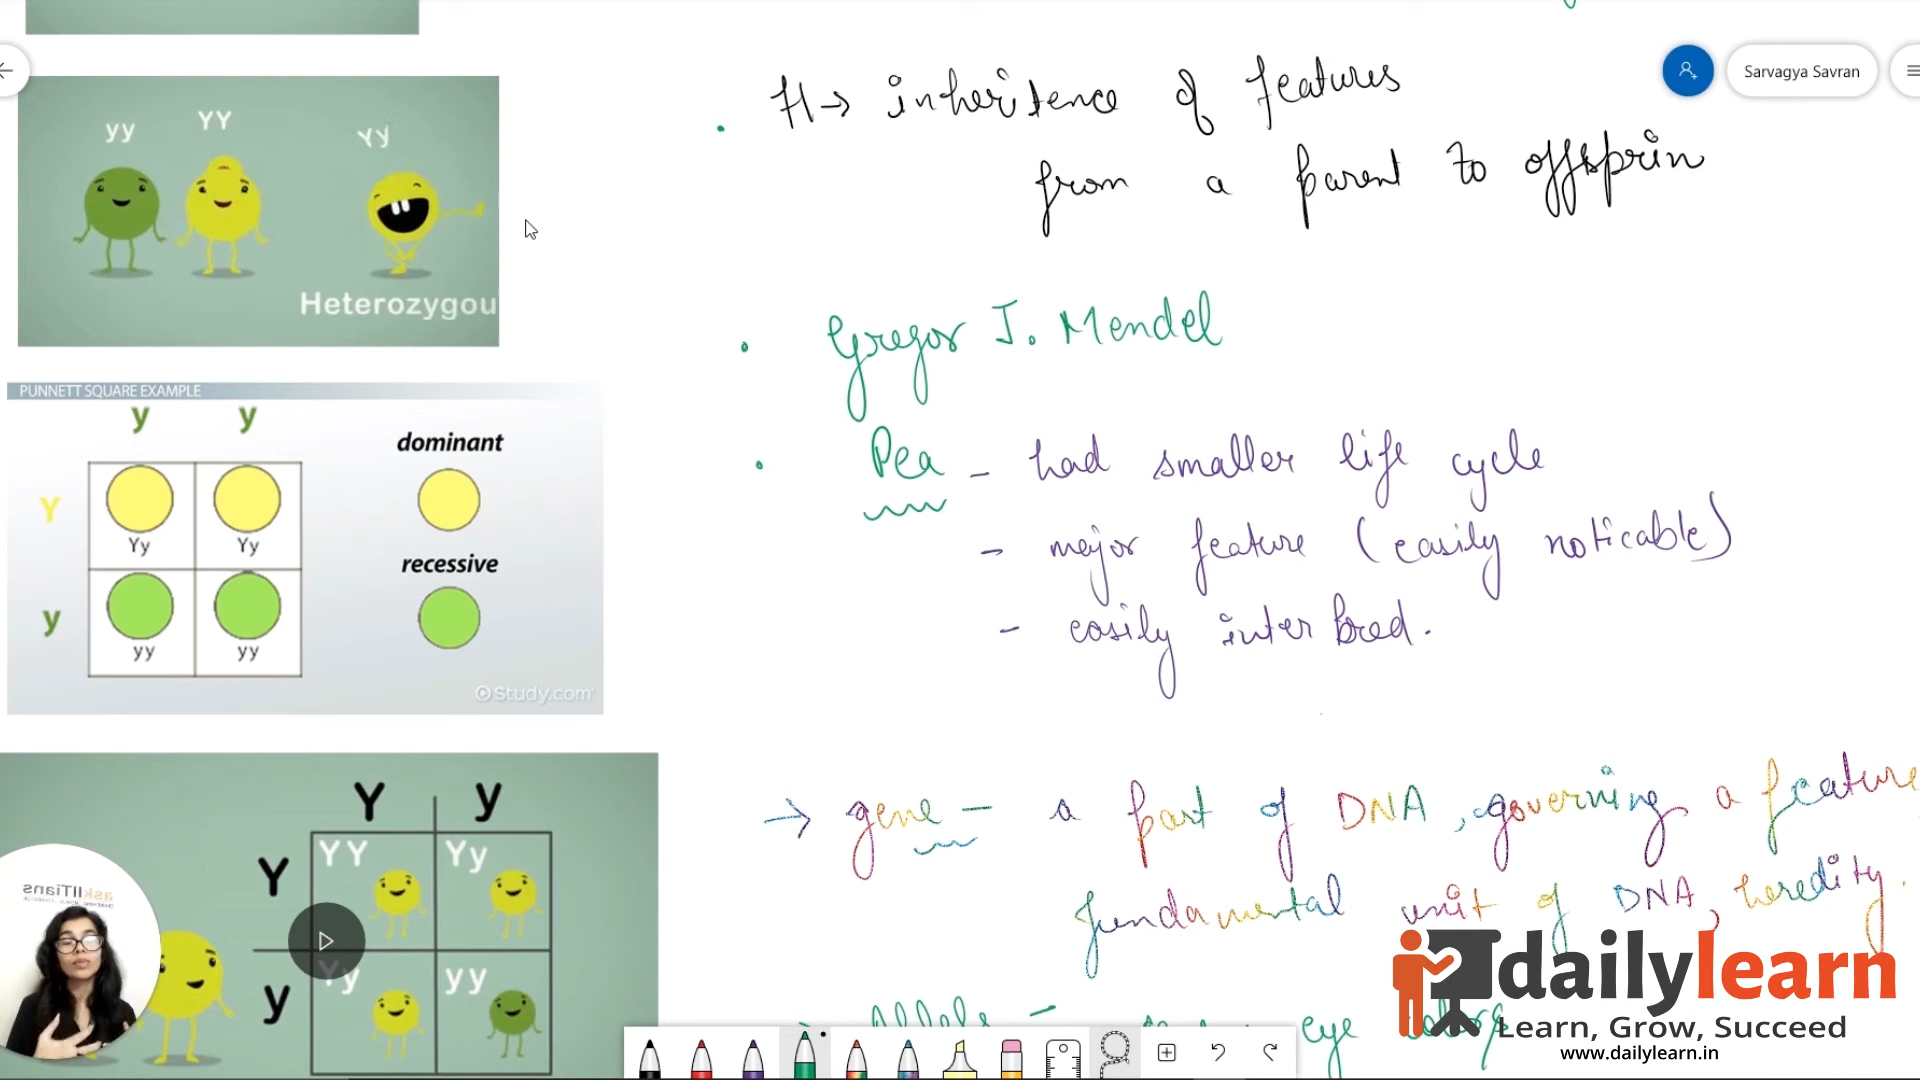 Sarvagya Savran
H → inheritence of features
from a parent to offsprin
yy YY Yy
Heterozygou
Gregor J. Mendel
PUNNETT SQUARE EXAMPLE
y y
dominant
Y
Yy Yy
recessive
y
yy yy
Study.com
Pea - had smaller life cycle
- major feature (easily noticable)
- easily inter bred.
Y y
Y YY Yy
y Yy yy
askIITians
→ gene - a part of DNA, governing a feature,
fundamental unit of DNA, heredity.
eye
dailylearn
Learn, Grow, Succeed
www.dailylearn.in